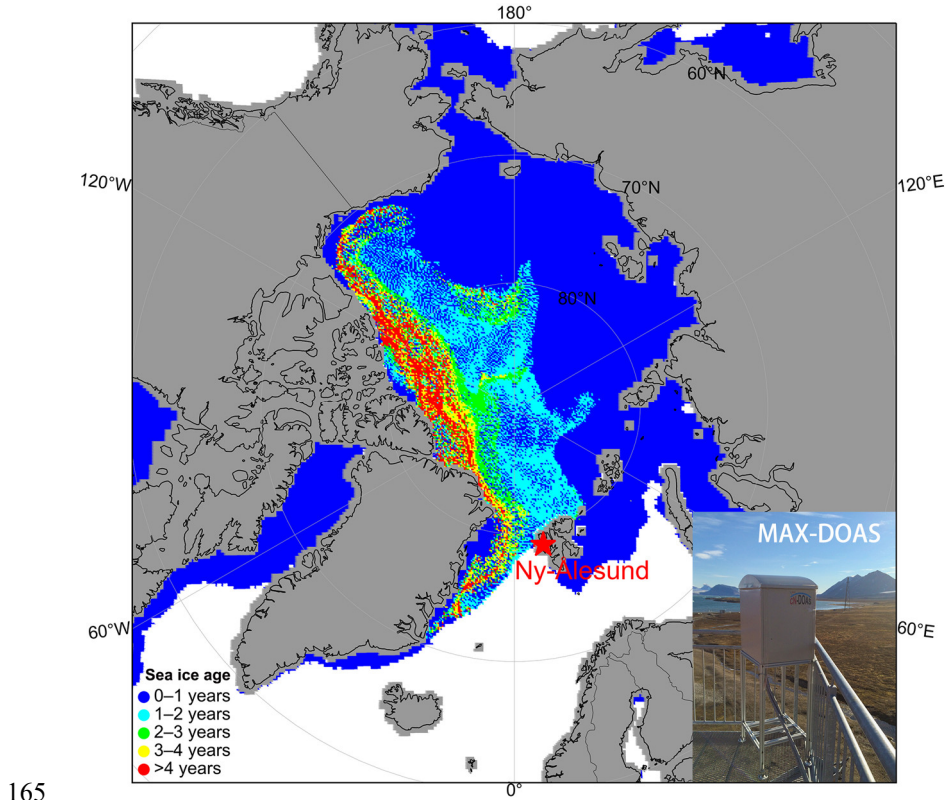 180°
60°N
120°W
120°E
70°N
80°N
MAX-DOAS
Ny-Alesund
60°W
60°E
Sea ice age
0–1 years
1–2 years
2–3 years
3–4 years
>4 years
165
0°